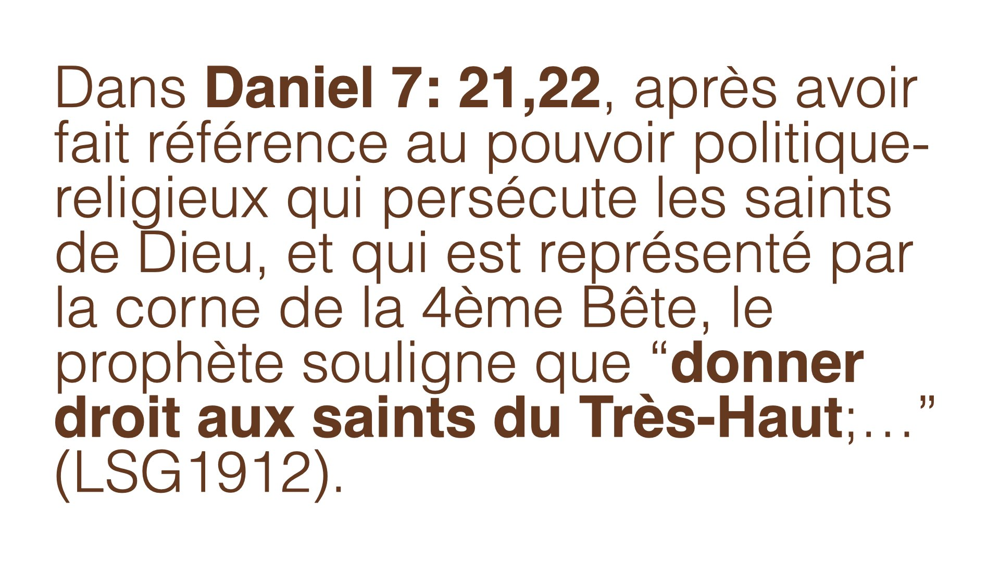 Dans Daniel 7: 21,22, après avoir
fait référence au pouvoir politique-
religieux qui persécute les saints
de Dieu, et qui est représenté par
la corne de la 4ème Bête, le
prophète souligne que “donner
droit aux saints du Très-Haut;…”
(LSG1912).